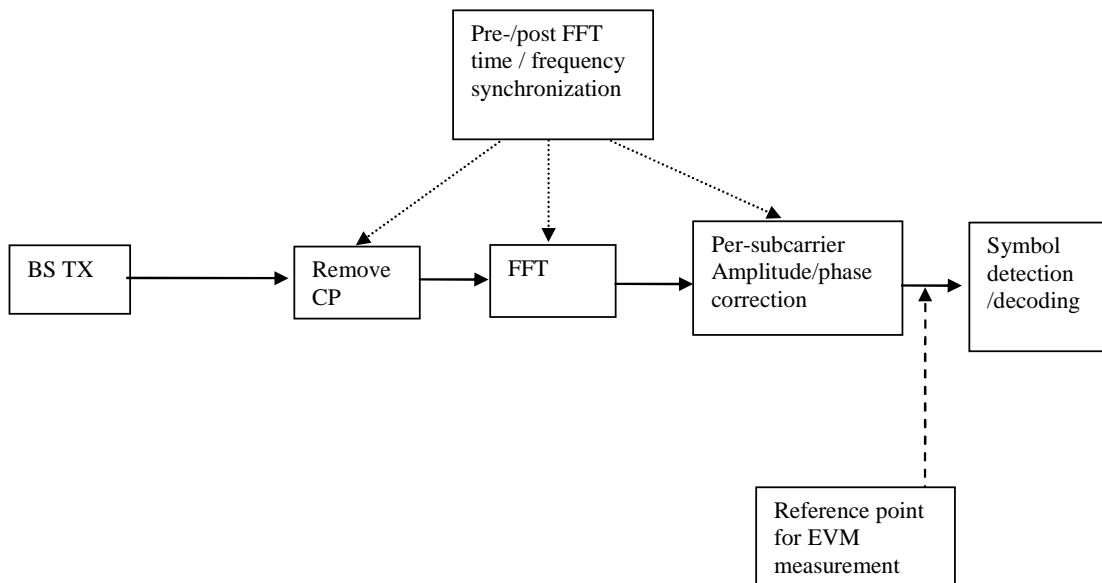 Pre-/post FFT
time / frequency
synchronization
BS TX
Remove
CP
FFT
Per-subcarrier
Amplitude/phase
correction
Symbol
detection
/decoding
Reference point
for EVM
measurement